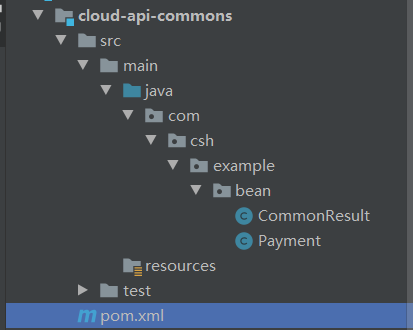 cloud-api-commons
src
main
java
com
csh
example
bean
CommonResult
Payment
resources
test
pom.xml